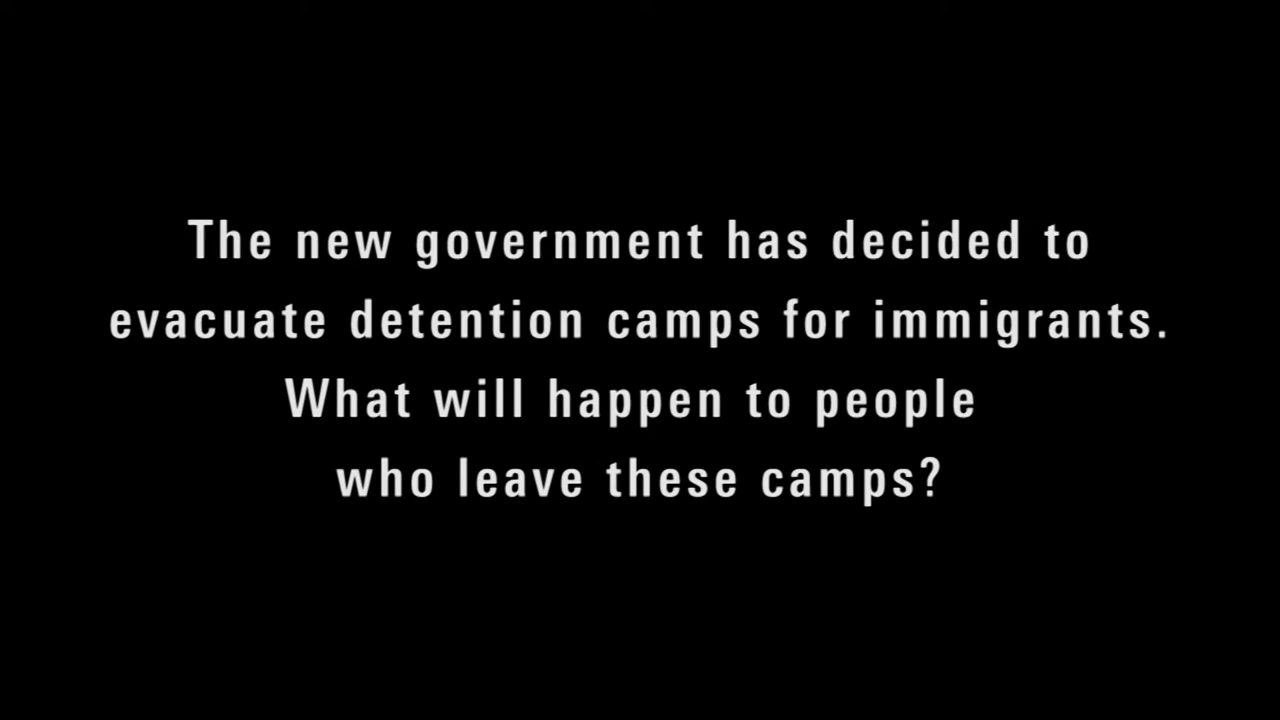 The new government has decided to
evacuate detention camps for immigrants.
What will happen to people
who leave these camps?